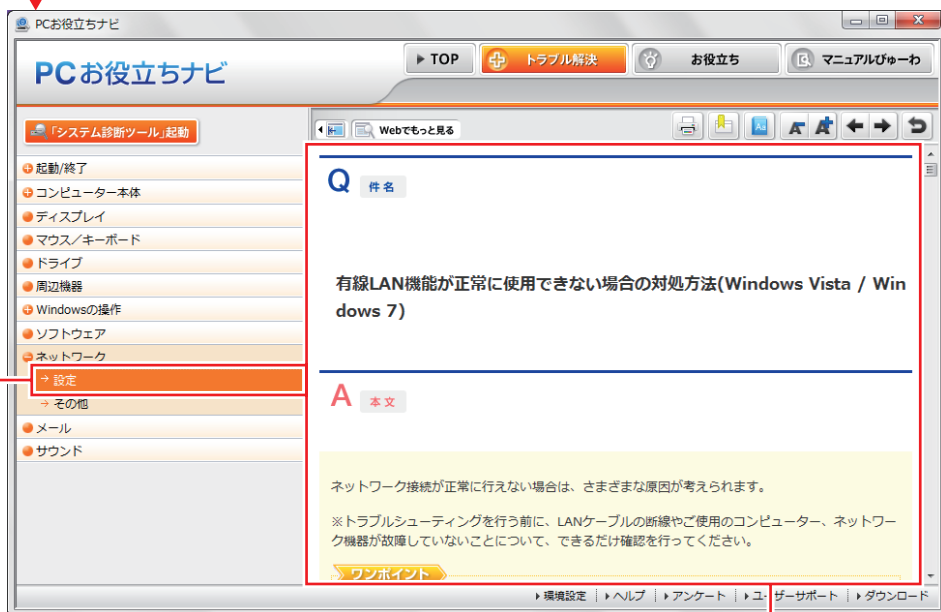 PCお役立ちナビ
PCお役立ちナビ
TOP
トラブル解決
お役立ち
マニュアルびゅーわ
「システム診断ツール」起動
Webでもっと見る
起動/終了
コンピューター本体
ディスプレイ
マウス／キーボード
ドライブ
周辺機器
Windowsの操作
ソフトウェア
ネットワーク
→ 設定
→ その他
メール
サウンド
Q 件名
有線LAN機能が正常に使用できない場合の対処方法(Windows Vista / Win
dows 7)
A 本文
ネットワーク接続が正常に行えない場合は、さまざまな原因が考えられます。
※トラブルシューティングを行う前に、LANケーブルの断線やご使用のコンピューター、ネットワー
ク機器が故障していないことについて、できるだけ確認を行ってください。
ワンポイント
環境設定
ヘルプ
アンケート
ユーザーサポート
ダウンロード